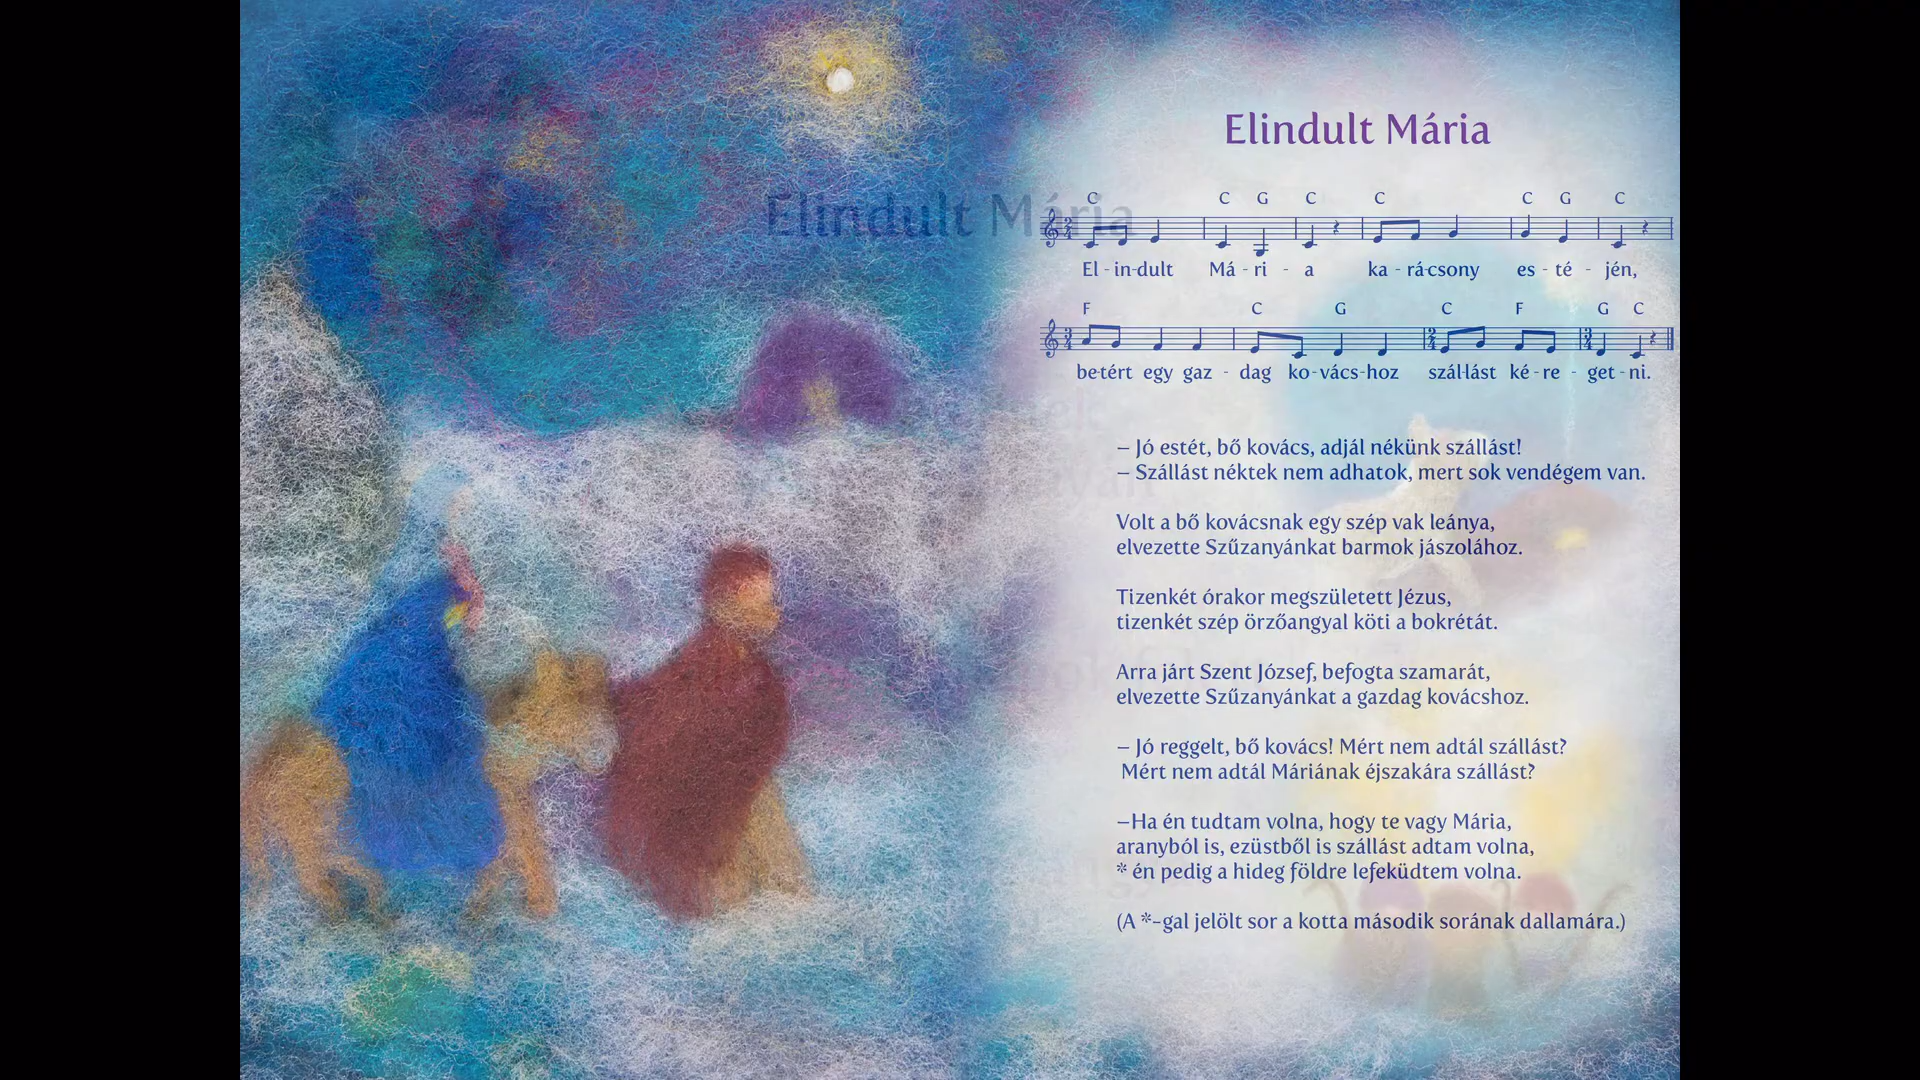 Elindult Mária
Elindult Mária
C C G C C C G C
El - in-dult Má - ri - a ka - rá-csony es - té - jén,
F C G C F G C
be-tért egy gaz - dag ko-vács-hoz szál-lást ké-re - get-ni.
– Jó estét, bő kovács, adjál nékünk szállást!
– Szállást néktek nem adhatok, mert sok vendégem van.
Volt a bő kovácsnak egy szép vak leánya,
elvezette Szűzanyánkat barmok jászolához.
Tizenkét órakor megszületett Jézus,
tizenkét szép örzőangyal köti a bokrétát.
Arra járt Szent József, befogta szamarát,
elvezette Szűzanyánkat a gazdag kovácshoz.
– Jó reggelt, bő kovács! Mért nem adtál szállást?
Mért nem adtál Máriának éjszakára szállást?
–Ha én tudtam volna, hogy te vagy Mária,
aranyból is, ezüstből is szállást adtam volna,
* én pedig a hideg földre lefeküdtem volna.
(A *-gal jelölt sor a kotta második sorának dallamára.)